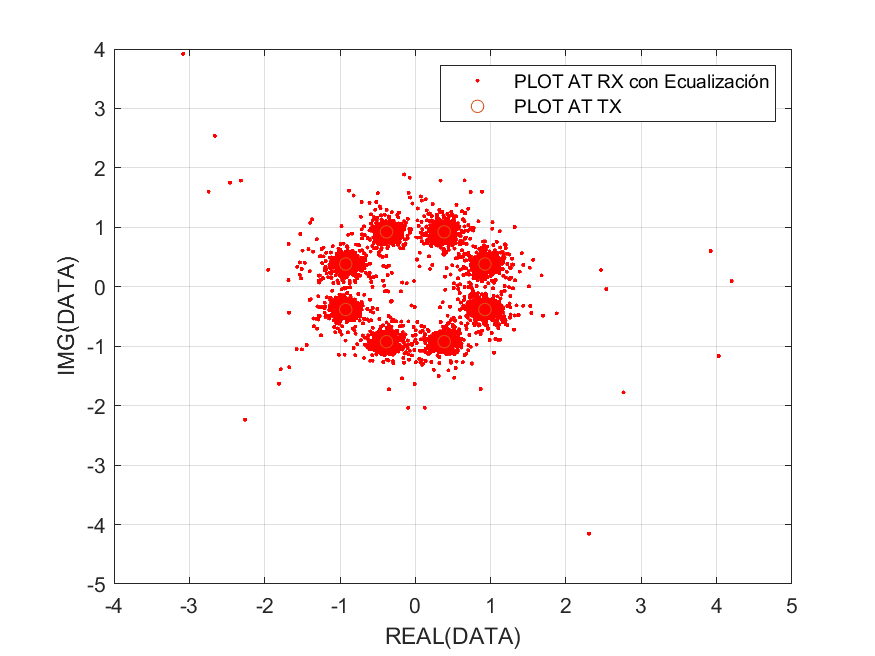 4
3
2
1
0
-1
-2
-3
-4
-5
IMG(DATA)
PLOT AT RX con Ecualización
PLOT AT TX
-4 -3 -2 -1 0 1 2 3 4 5
REAL(DATA)